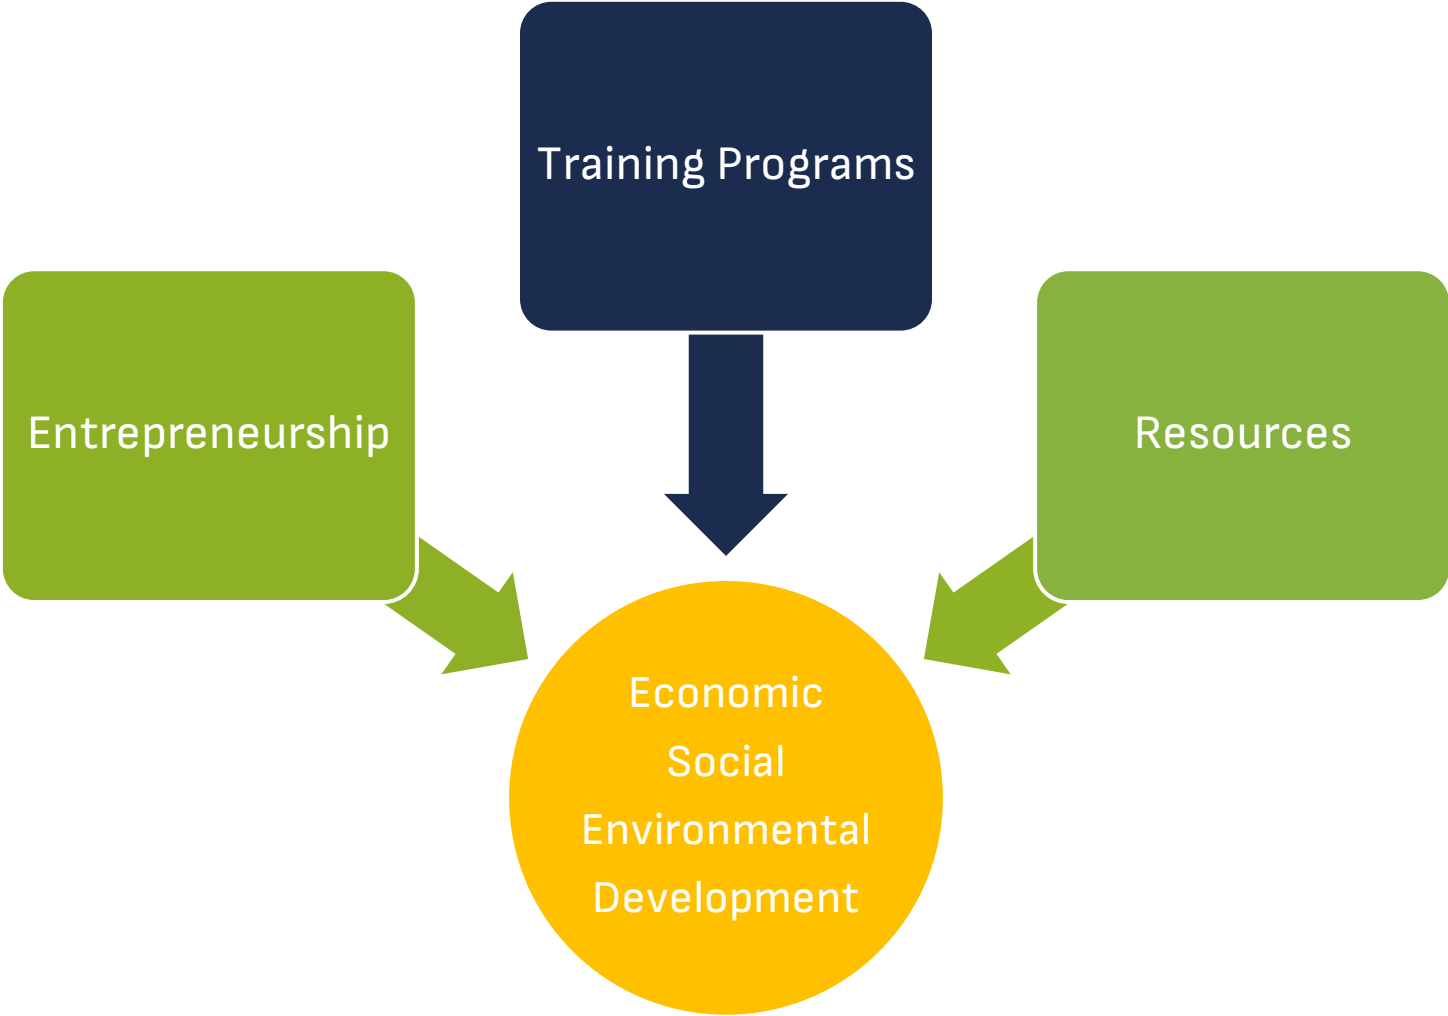 Training Programs
Entrepreneurship
Resources
Economic
Social
Environmental
Development